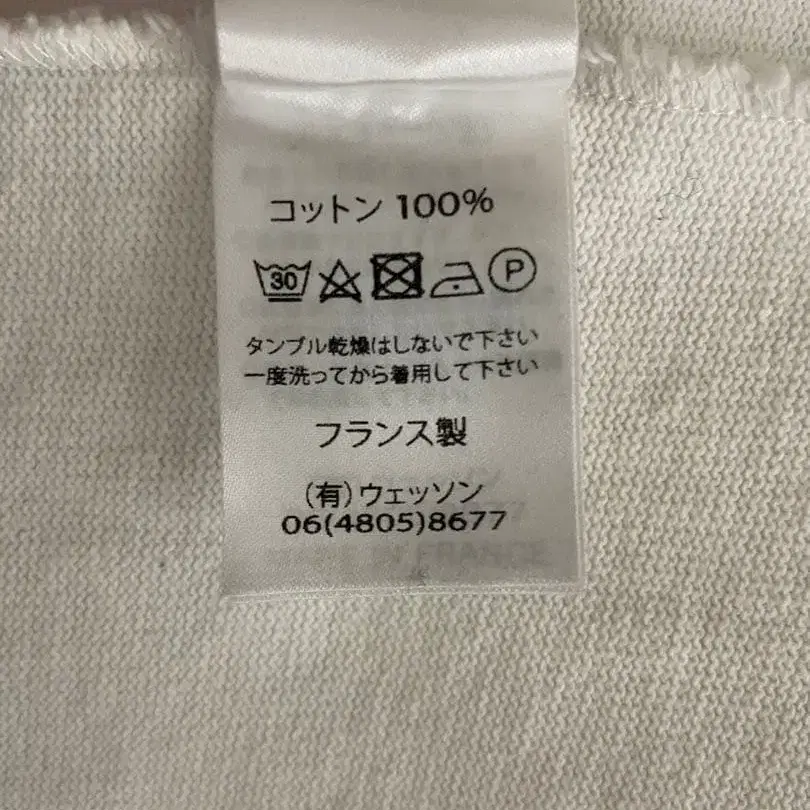 コットン 100%
30 P
タンブル乾燥はしないで下さい
一度洗ってから着用して下さい
フランス製
(有)ウェッソン
06(4805)8677
FRANCE